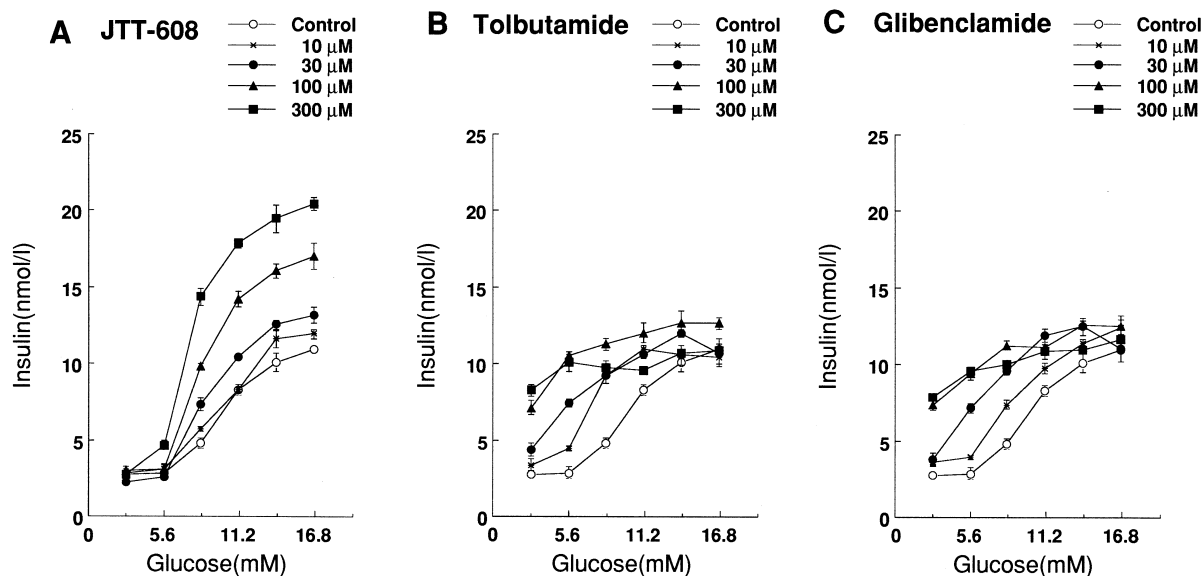 A JTT-608
Control
10 μM
30 μM
100 μM
300 μM
25
20
15
10
5
0
Insulin(nmol/l)
0 5.6 11.2 16.8
Glucose(mM)
B Tolbutamide
Control
10 μM
30 μM
100 μM
300 μM
25
20
15
10
5
0
Insulin(nmol/l)
0 5.6 11.2 16.8
Glucose(mM)
C Glibenclamide
Control
10 μM
30 μM
100 μM
300 μM
25
20
15
10
5
0
Insulin(nmol/l)
0 5.6 11.2 16.8
Glucose(mM)